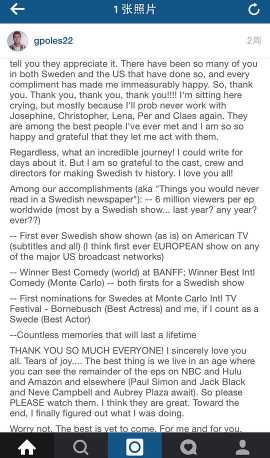 1 张照片
gpoles22
2周
tell you they appreciate it. There have been so many of you
in both Sweden and the US that have done so, and every
compliment has made me immeasurably happy. So, thank
you. Thank you, thank you, thank you!!!! I'm sitting here
crying, but mostly because I'll prob never work with
Josephine, Christopher, Lena, Per and Claes again. They
are among the best people I've ever met and I am so so
happy and grateful that they let me act with them.
Regardless, what an incredible journey! I could write for
days about it. But I am so grateful to the cast, crew and
directors for making Swedish tv history. I love you all!
Among our accomplishments (aka "Things you would never
read in a Swedish newspaper"): -- 6 million viewers per ep
worldwide (most by a Swedish show... last year? any year?
ever??)
-- First ever Swedish show shown (as is) on American TV
(subtitles and all) (I think first ever EUROPEAN show on any
of the major US broadcast networks)
-- Winner Best Comedy (world) at BANFF; Winner Best Intl
Comedy (Monte Carlo) -- both firsts for a Swedish show
-- First nominations for Swedes at Monte Carlo Intl TV
Festival - Bornebusch (Best Actress) and me, if I count as a
Swede (Best Actor)
--Countless memories that will last a lifetime
THANK YOU SO MUCH EVERYONE! I sincerely love you
all. Tears of joy.... The best thing is we live in an age where
you can see the remainder of the eps on NBC and Hulu
and Amazon and elsewhere (Paul Simon and Jack Black
and Neve Campbell and Aubrey Plaza await). So please
PLEASE watch them. I think they are great. Toward the
end, I finally figured out what I was doing.
Worry not. The best is yet to come. For me and for you.